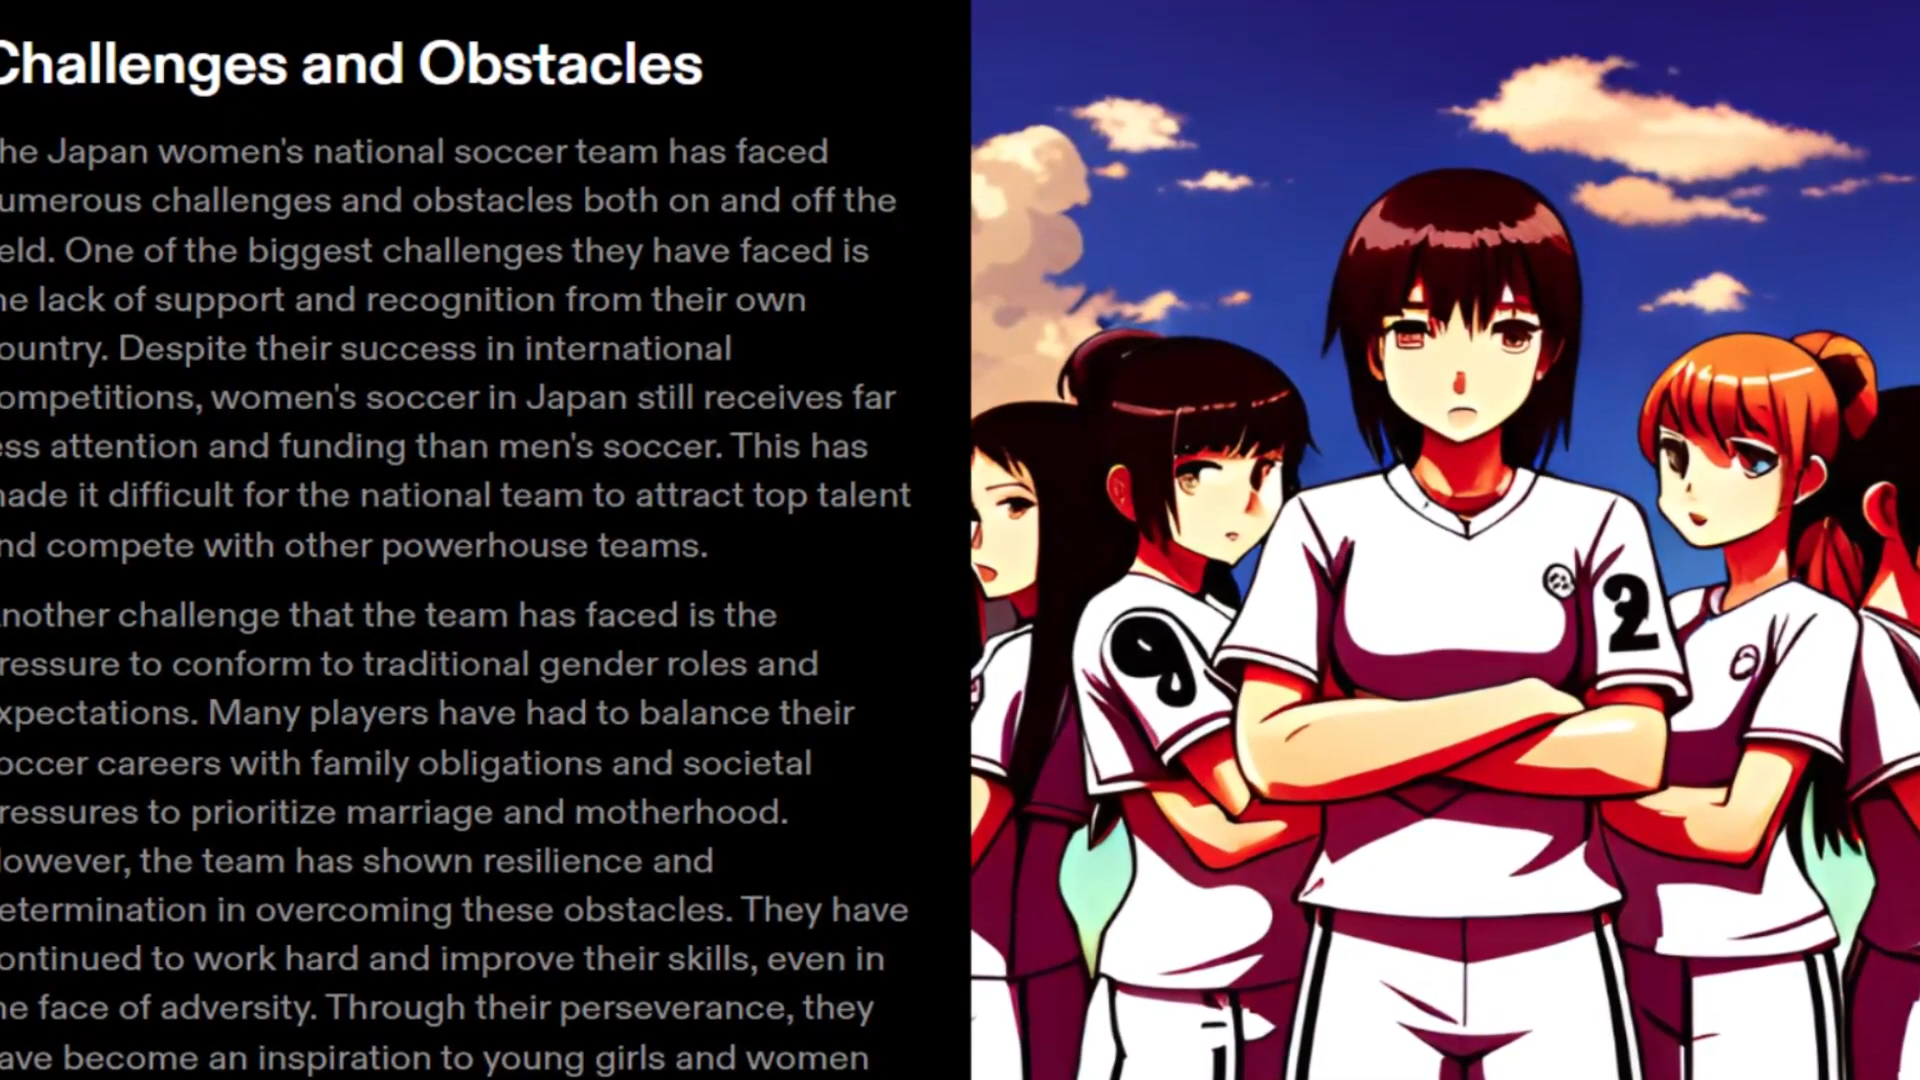 Challenges and Obstacles
he Japan women's national soccer team has faced
umerous challenges and obstacles both on and off the
eld. One of the biggest challenges they have faced is
he lack of support and recognition from their own
ountry. Despite their success in international
ompetitions, women's soccer in Japan still receives far
ess attention and funding than men's soccer. This has
ade it difficult for the national team to attract top talent
nd compete with other powerhouse teams.
nother challenge that the team has faced is the
ressure to conform to traditional gender roles and
xpectations. Many players have had to balance their
occer careers with family obligations and societal
ressures to prioritize marriage and motherhood.
owever, the team has shown resilience and
etermination in overcoming these obstacles. They have
ontinued to work hard and improve their skills, even in
he face of adversity. Through their perseverance, they
ave become an inspiration to young girls and women
9
2